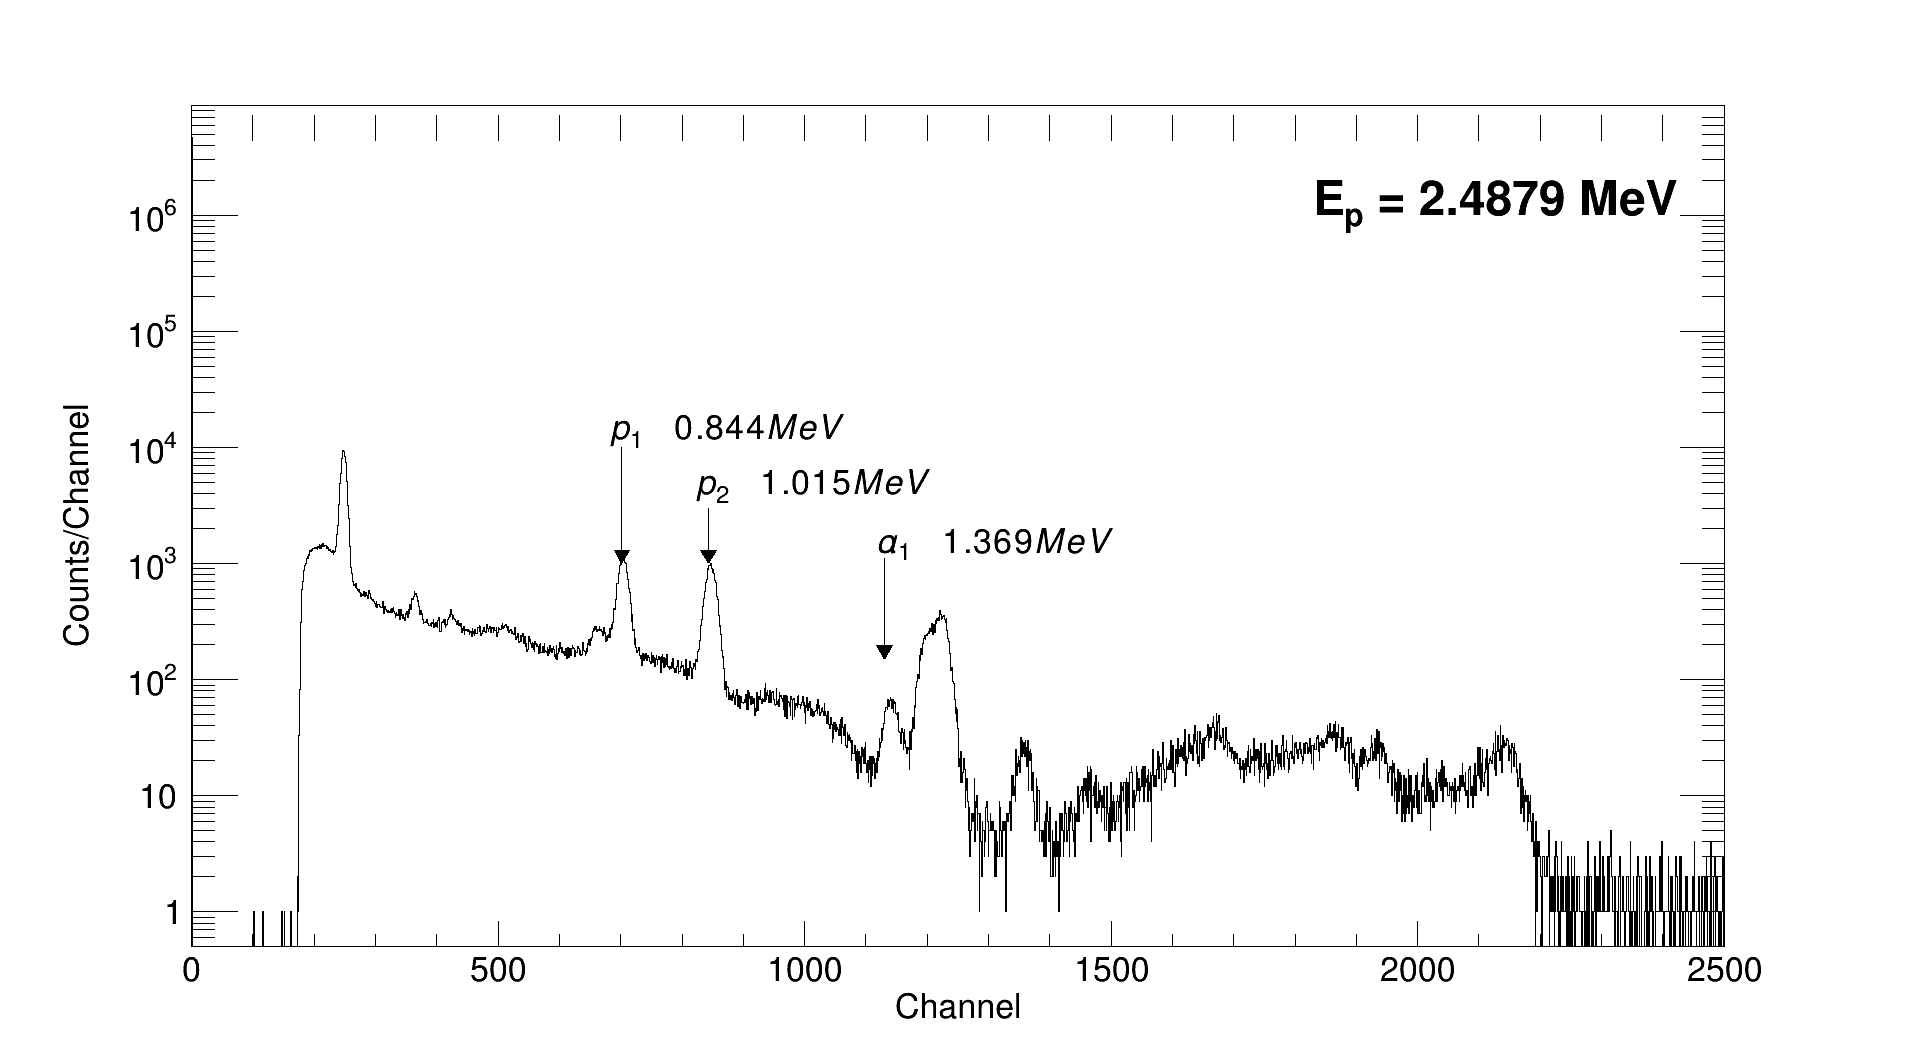 E_p = 2.4879 MeV
10^6
10^5
10^4
10^3
10^2
10
1
p_1 0.844MeV
p_2 1.015MeV
α_1 1.369MeV
Counts/Channel
0 500 1000 1500 2000 2500
Channel